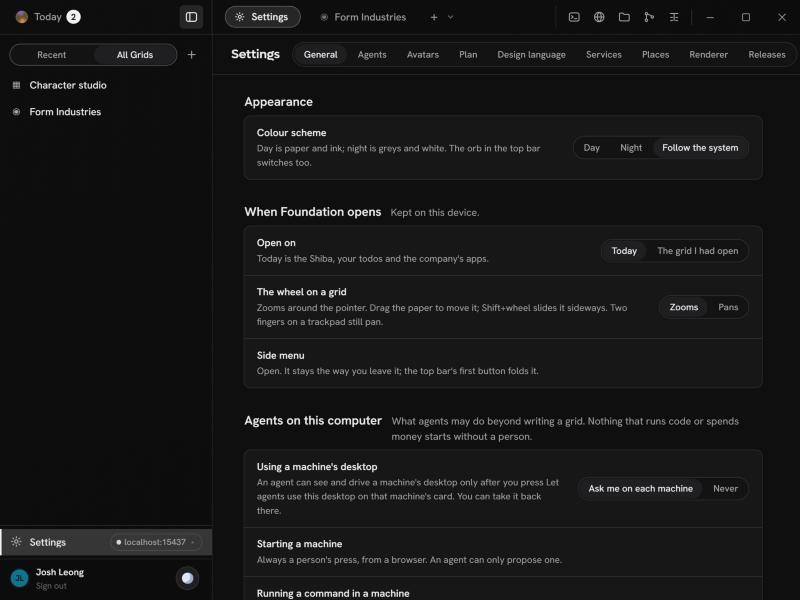 Today 2
Settings
Form Industries
Recent
All Grids
Character studio
Form Industries
Settings
localhost:15437
JL
Josh Leong
Sign out
Settings
General
Agents
Avatars
Plan
Design language
Services
Places
Renderer
Releases
Appearance
Colour scheme
Day is paper and ink; night is greys and white. The orb in the top bar
switches too.
Day
Night
Follow the system
When Foundation opens
Kept on this device.
Open on
Today is the Shiba, your todos and the company's apps.
Today
The grid I had open
The wheel on a grid
Zooms around the pointer. Drag the paper to move it; Shift+wheel slides it sideways. Two
fingers on a trackpad still pan.
Zooms
Pans
Side menu
Open. It stays the way you leave it; the top bar's first button folds it.
Agents on this computer
What agents may do beyond writing a grid. Nothing that runs code or spends
money starts without a person.
Using a machine's desktop
An agent can see and drive a machine's desktop only after you press Let
agents use this desktop on that machine's card. You can take it back
there.
Ask me on each machine
Never
Starting a machine
Always a person's press, from a browser. An agent can only propose one.
Running a command in a machine